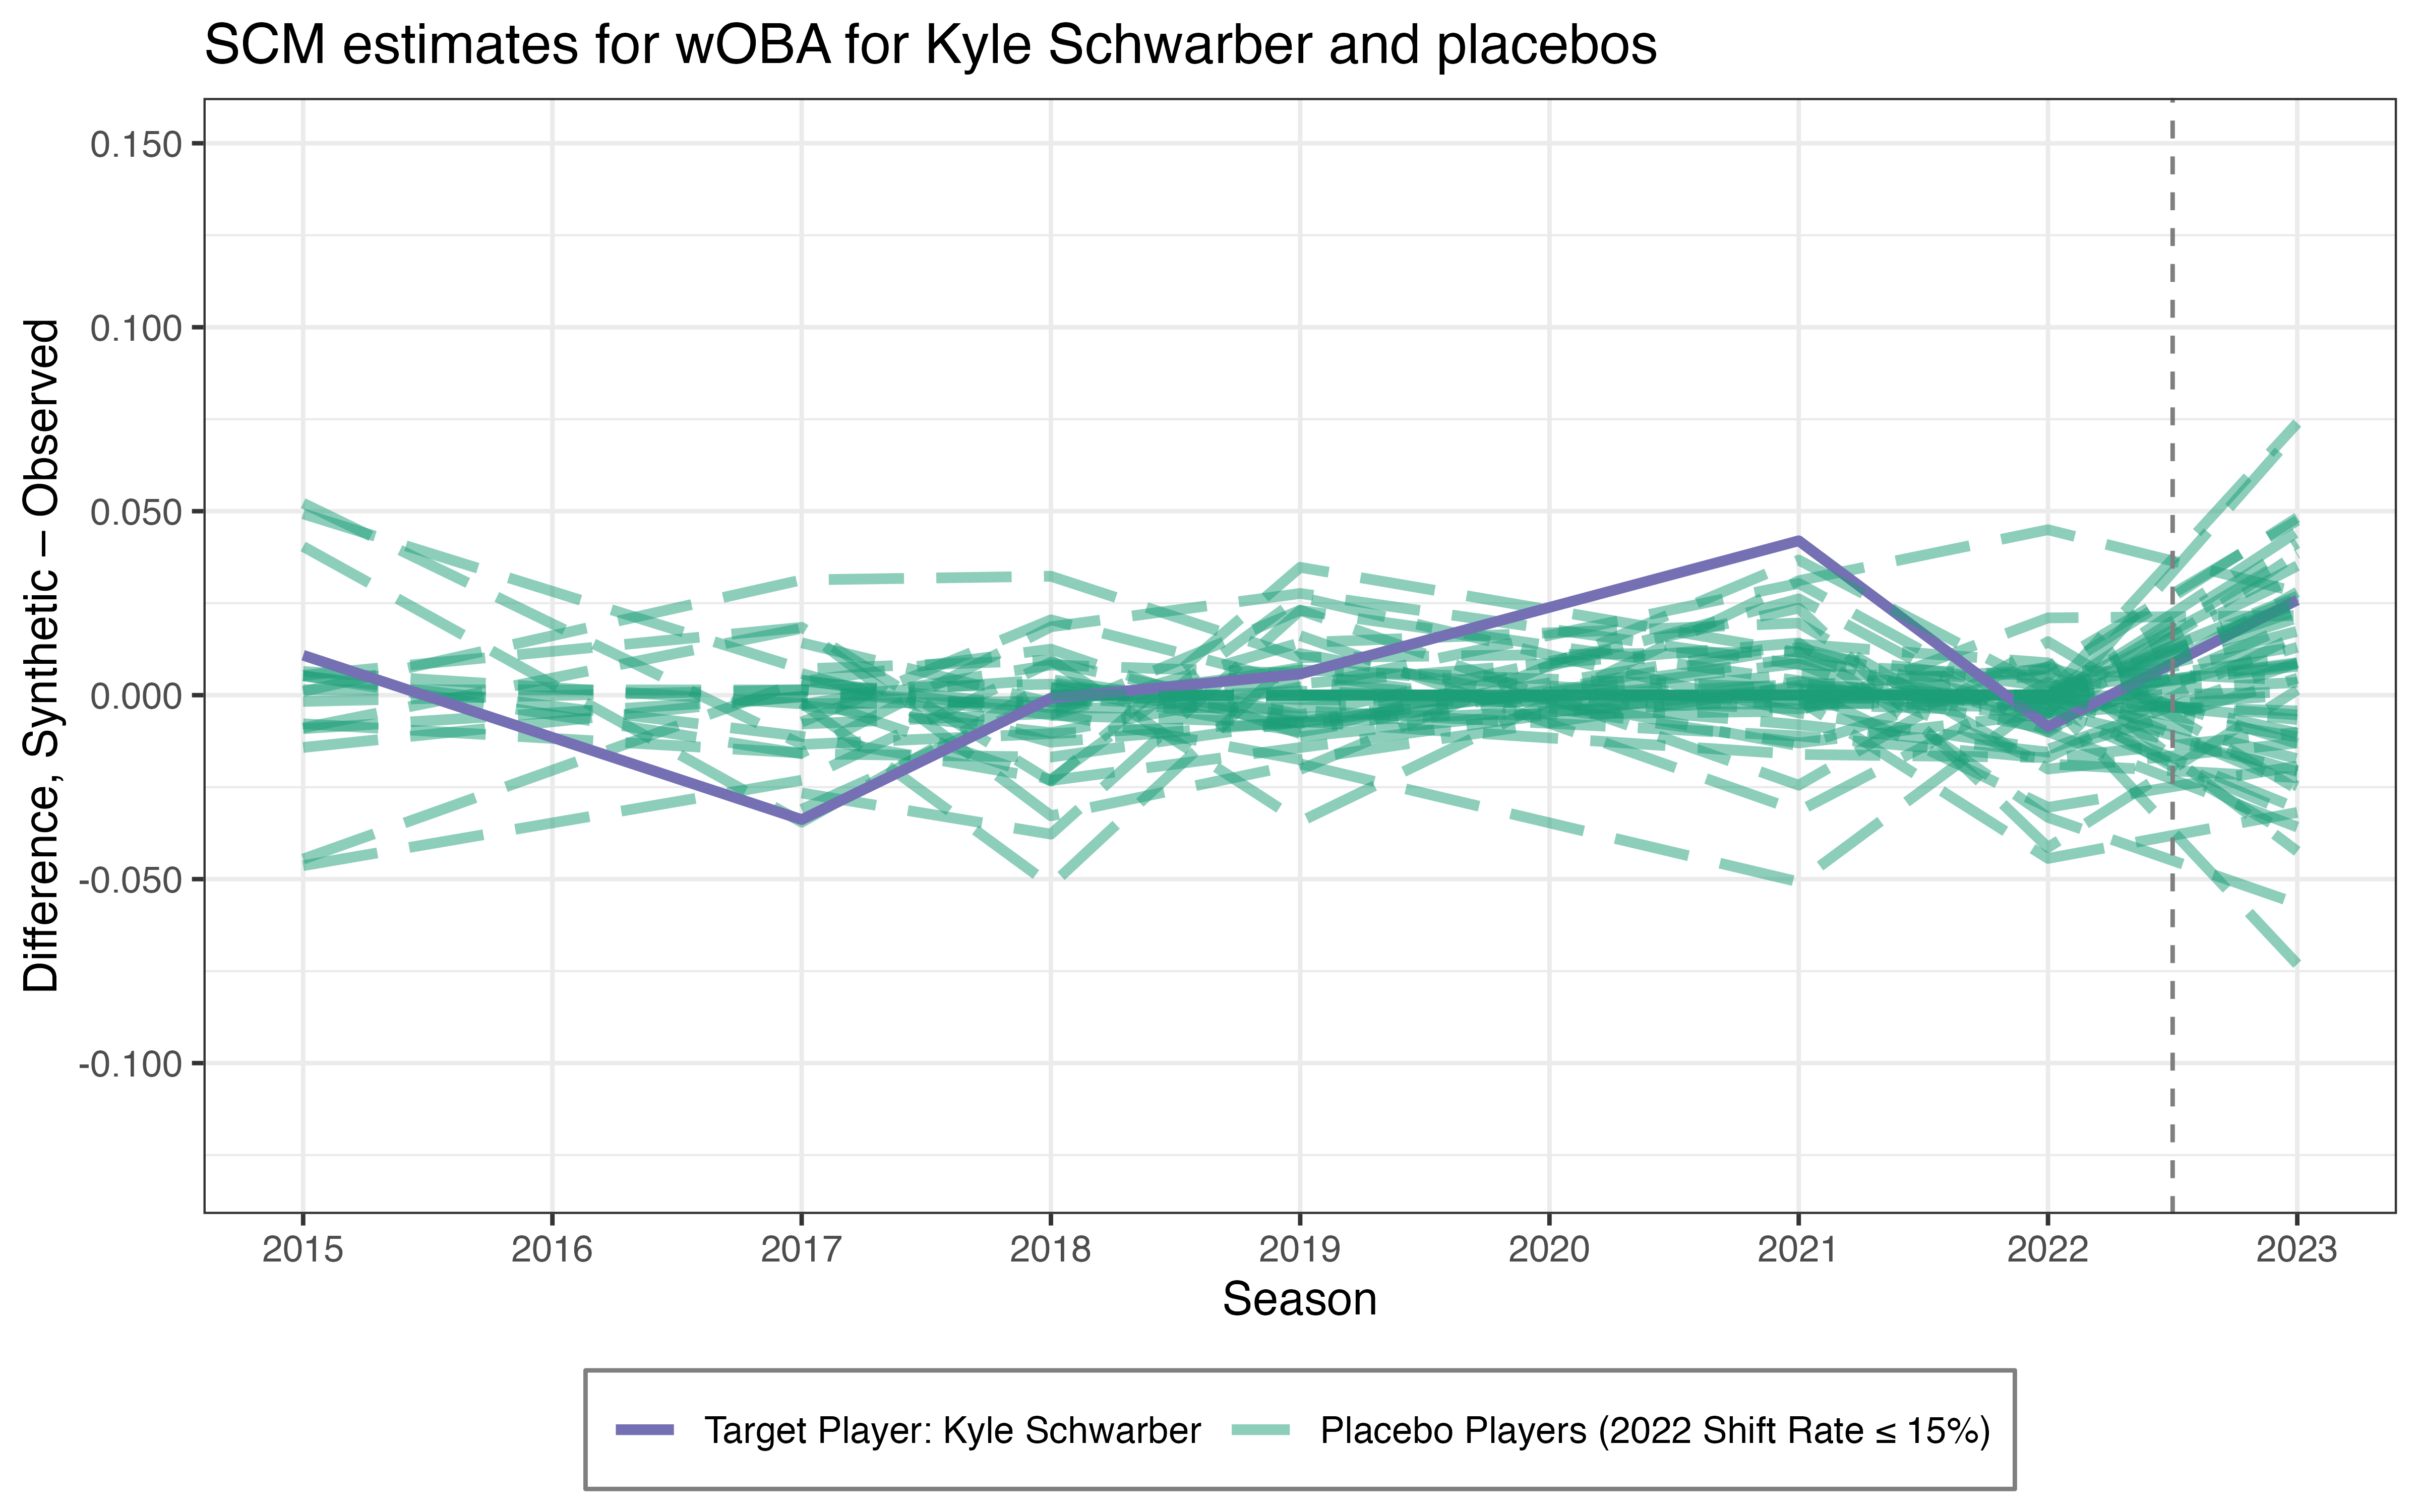 SCM estimates for wOBA for Kyle Schwarber and placebos
Difference, Synthetic − Observed
0.150
0.100
0.050
0.000
-0.050
-0.100
2015 2016 2017 2018 2019 2020 2021 2022 2023
Season
Target Player: Kyle Schwarber Placebo Players (2022 Shift Rate ≤ 15%)